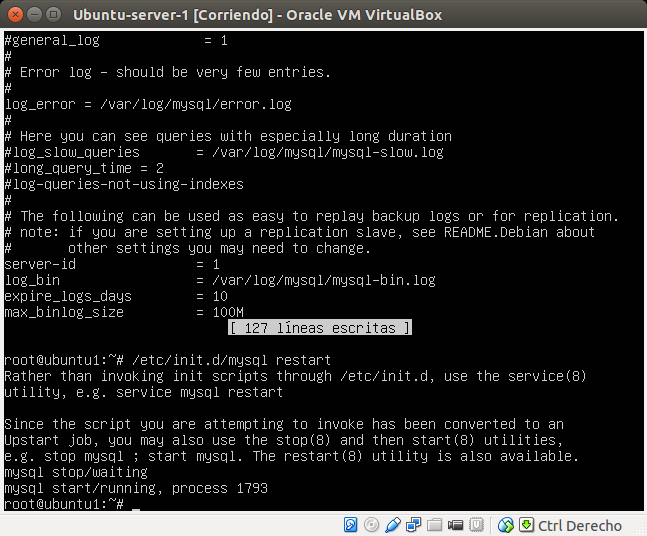 Ubuntu-server-1 [Corriendo] - Oracle VM VirtualBox
#general_log             = 1
#
# Error log - should be very few entries.
#
log_error = /var/log/mysql/error.log
#
# Here you can see queries with especially long duration
#log_slow_queries       = /var/log/mysql/mysql-slow.log
#long_query_time = 2
#log-queries-not-using-indexes
#
# The following can be used as easy to replay backup logs or for replication.
# note: if you are setting up a replication slave, see README.Debian about
#       other settings you may need to change.
server-id               = 1
log_bin                 = /var/log/mysql/mysql-bin.log
expire_logs_days        = 10
max_binlog_size         = 100M
[ 127 líneas escritas ]
root@ubuntu1:~# /etc/init.d/mysql restart
Rather than invoking init scripts through /etc/init.d, use the service(8)
utility, e.g. service mysql restart
Since the script you are attempting to invoke has been converted to an
Upstart job, you may also use the stop(8) and then start(8) utilities,
e.g. stop mysql ; start mysql. The restart(8) utility is also available.
mysql stop/waiting
mysql start/running, process 1793
root@ubuntu1:~# _
Ctrl Derecho